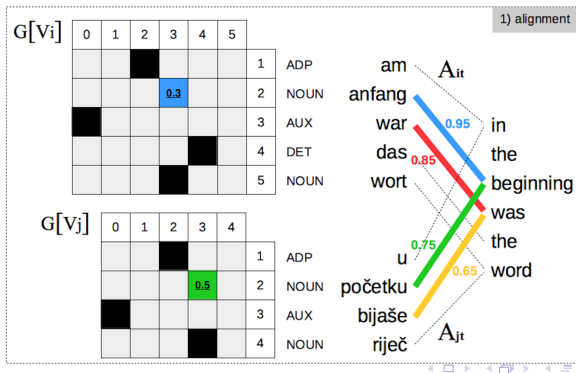 1) alignment
G[Vi]
0 1 2 3 4 5
1 ADP
0.3 2 NOUN
3 AUX
4 DET
5 NOUN
G[Vj]
0 1 2 3 4
1 ADP
0.5 2 NOUN
3 AUX
4 NOUN
Ait
am
anfang
war
das
wort
u
početku
bijaše
riječ
0.95
0.85
0.75
0.65
in
the
beginning
was
the
word
Ajt